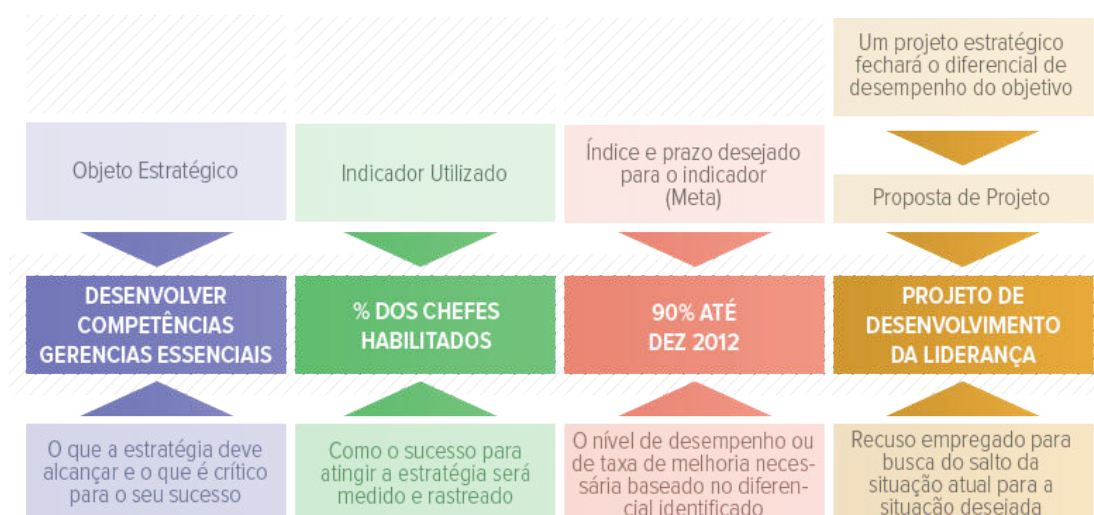 Um projeto estratégico
fechará o diferencial de
desempenho do objetivo
Objeto Estratégico
Indicador Utilizado
Índice e prazo desejado
para o indicador
(Meta)
Proposta de Projeto
DESENVOLVER
COMPETÊNCIAS
GERENCIAS ESSENCIAIS
% DOS CHEFES
HABILITADOS
90% ATÉ
DEZ 2012
PROJETO DE
DESENVOLVIMENTO
DA LIDERANÇA
O que a estratégia deve
alcançar e o que é crítico
para o seu sucesso
Como o sucesso para
atingir a estratégia será
medido e rastreado
O nível de desempenho ou
de taxa de melhoria neces-
sária baseado no diferen-
cial identificado
Recuso empregado para
busca do salto da
situação atual para a
situação desejada